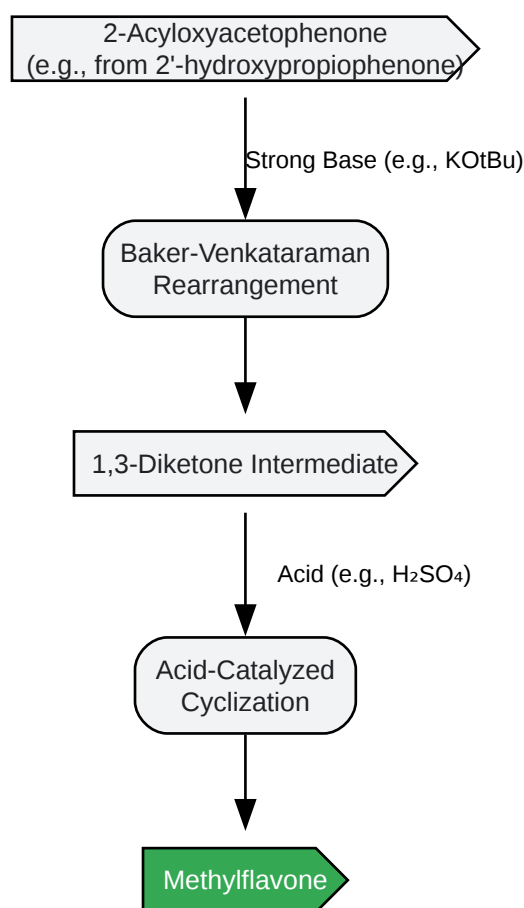 2-Acyloxyacetophenone
(e.g., from 2'-hydroxypropiophenone)
Strong Base (e.g., KOtBu)
Baker-Venkataraman
Rearrangement
1,3-Diketone Intermediate
Acid (e.g., H₂SO₄)
Acid-Catalyzed
Cyclization
Methylflavone